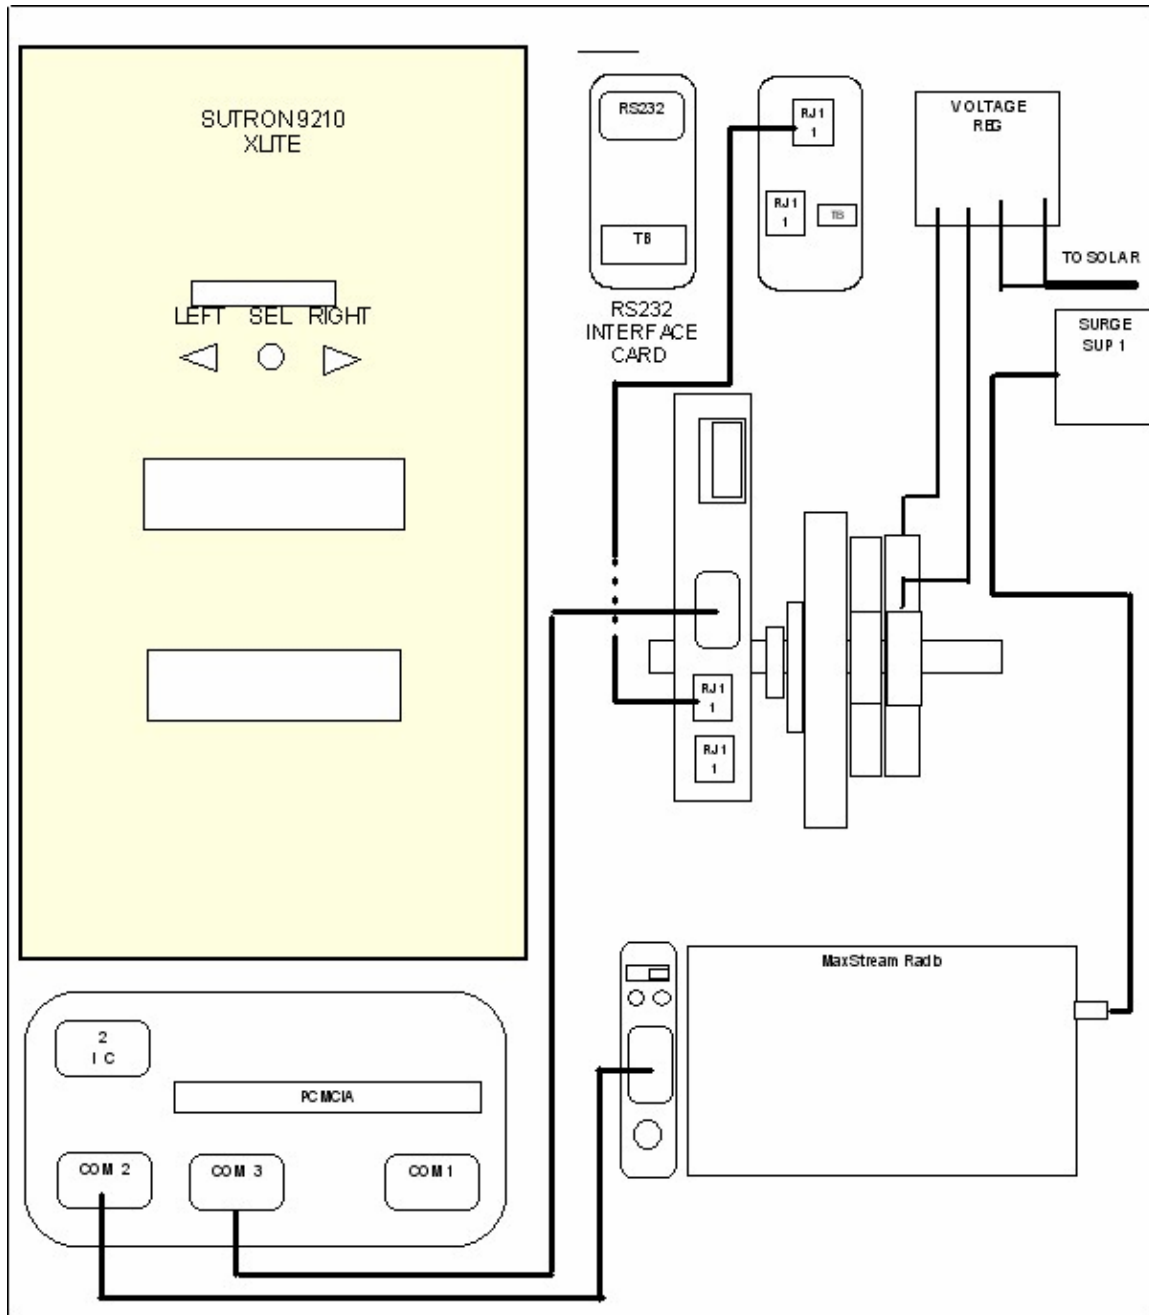 SUTRON 9210
XLITE
LEFT SEL RIGHT
RS232
TB
RS232
INTERFACE
CARD
RJ1
1
RJ1
1
TB
VOLTAGE
REG
TO SOLAR
SURGE
SUP 1
RJ1
1
RJ1
1
MaxStream Radio
2
I C
PCMCIA
COM 2
COM 3
COM 1